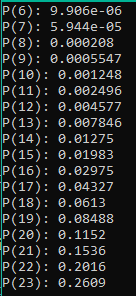 P(6): 9.906e-06
P(7): 5.944e-05
P(8): 0.000208
P(9): 0.0005547
P(10): 0.001248
P(11): 0.002496
P(12): 0.004577
P(13): 0.007846
P(14): 0.01275
P(15): 0.01983
P(16): 0.02975
P(17): 0.04327
P(18): 0.0613
P(19): 0.08488
P(20): 0.1152
P(21): 0.1536
P(22): 0.2016
P(23): 0.2609